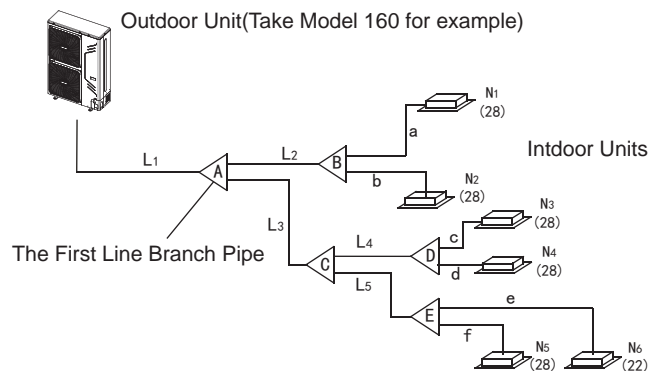 Outdoor Unit(Take Model 160 for example)
N1
(28)
a
L1
L2
A
B
Intdoor Units
b
N2
(28)
N3
(28)
L3
The First Line Branch Pipe
L4
c
C
D
N4
(28)
d
L5
e
E
f
N5
(28)
N6
(22)